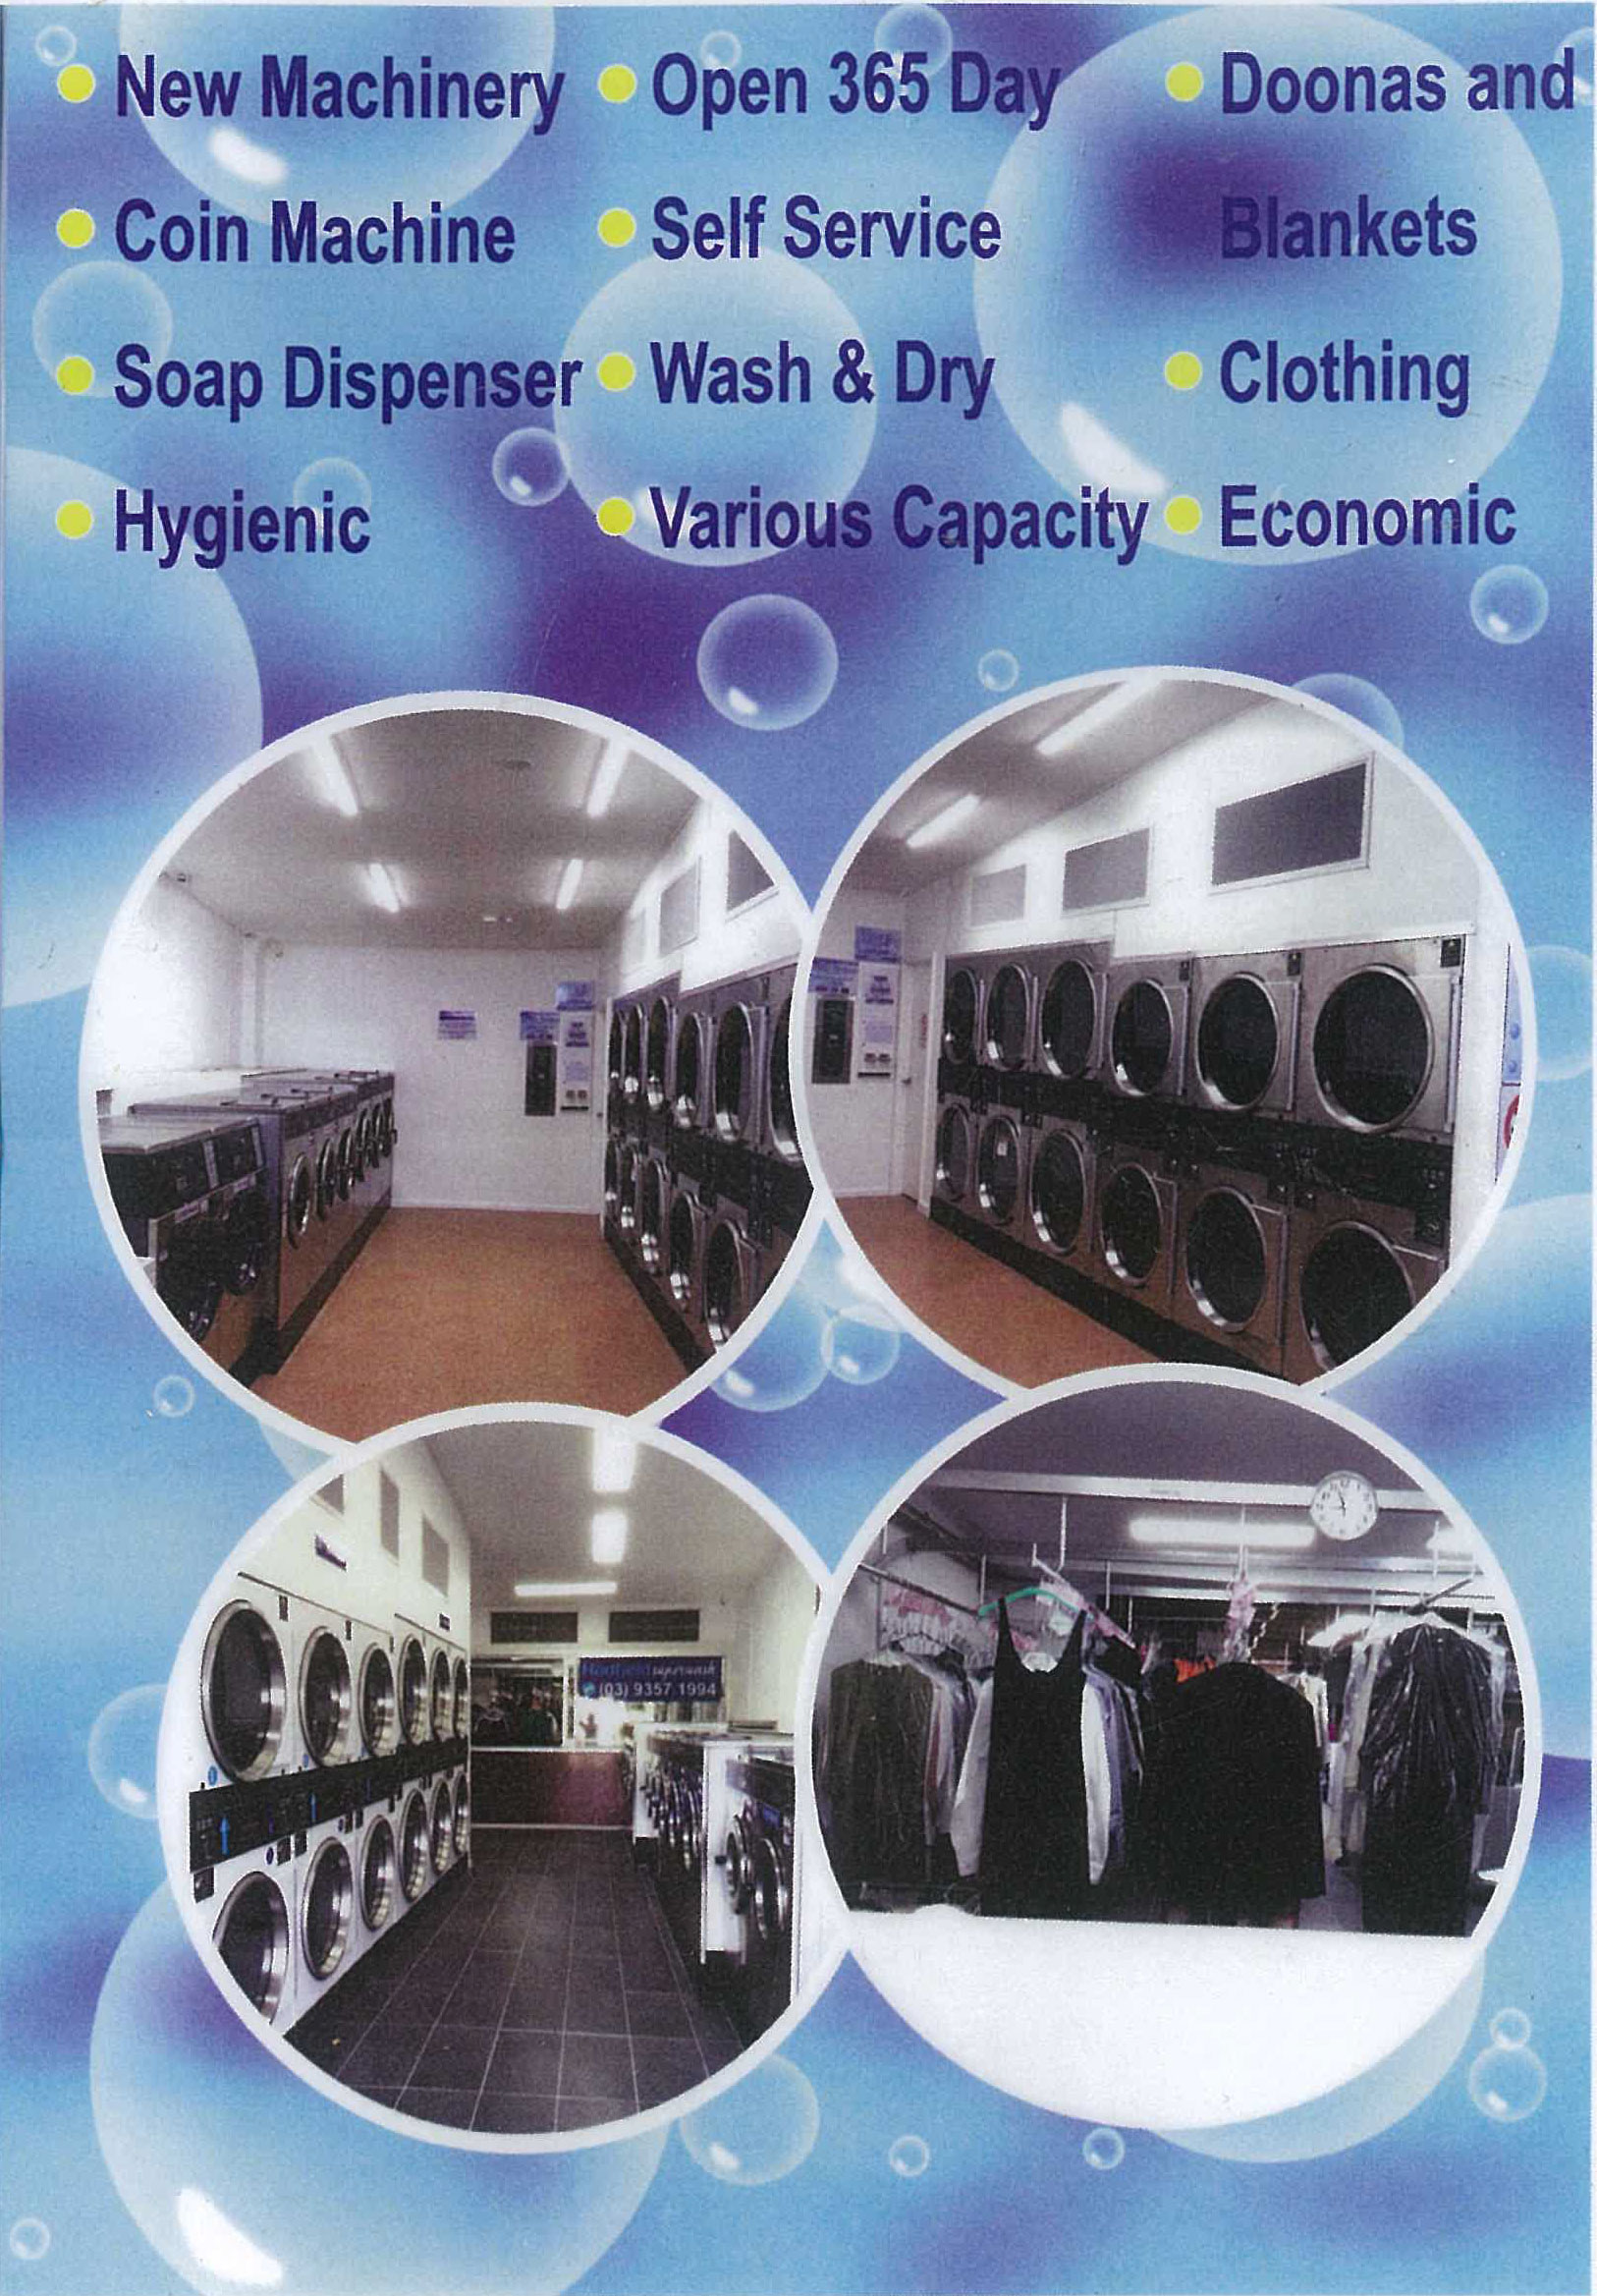 New Machinery
Coin Machine
Soap Dispenser
Hygienic
Open 365 Day
Self Service
Wash & Dry
Various Capacity
Doonas and
Blankets
Clothing
Economic
Hadfield superwash
(03) 9357 1994